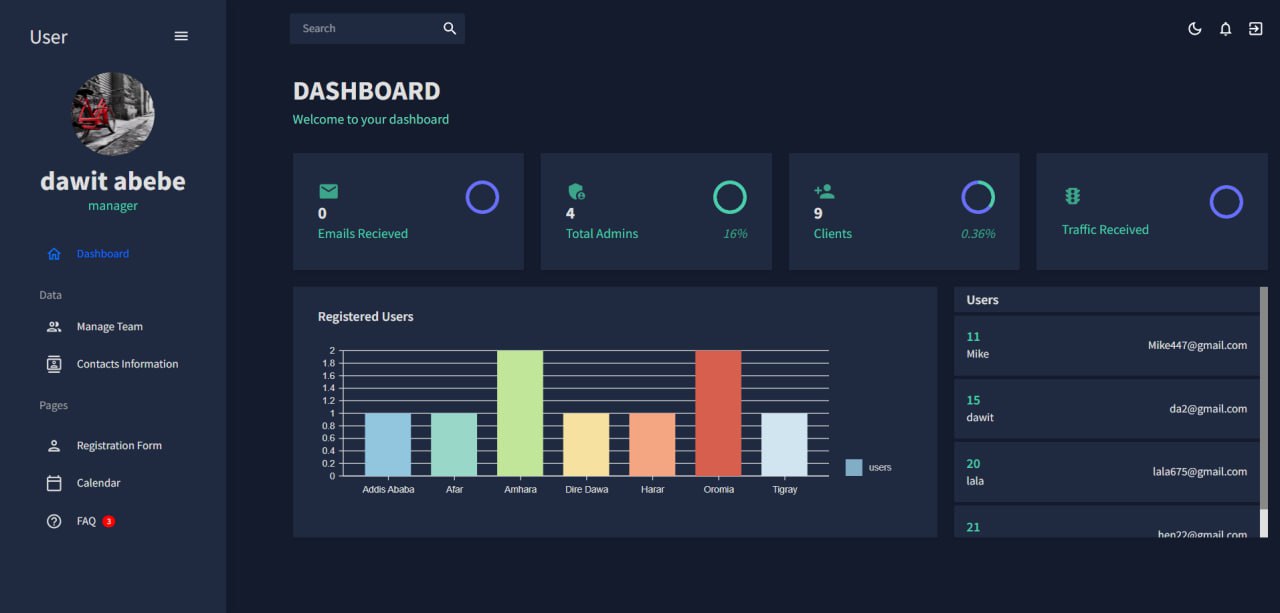 User
dawit abebe
manager
Dashboard
Data
Manage Team
Contacts Information
Pages
Registration Form
Calendar
FAQ 3
Search
DASHBOARD
Welcome to your dashboard
0
Emails Recieved
4
Total Admins 16%
9
Clients 0.36%
Traffic Received
Registered Users
2
1.8
1.6
1.4
1.2
1
0.8
0.6
0.4
0.2
0
Addis Ababa Afar Amhara Dire Dawa Harar Oromia Tigray
users
Users
11
Mike
Mike447@gmail.com
15
dawit
da2@gmail.com
20
lala
lala675@gmail.com
21
hen22@gmail.com